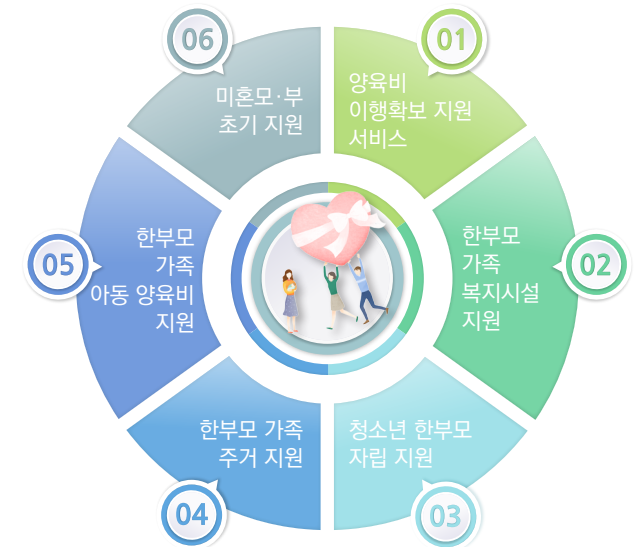 01
양육비
이행확보 지원
서비스
02
한부모
가족
복지시설
지원
03
청소년 한부모
자립 지원
04
한부모 가족
주거 지원
05
한부모
가족
아동 양육비
지원
06
미혼모·부
초기 지원